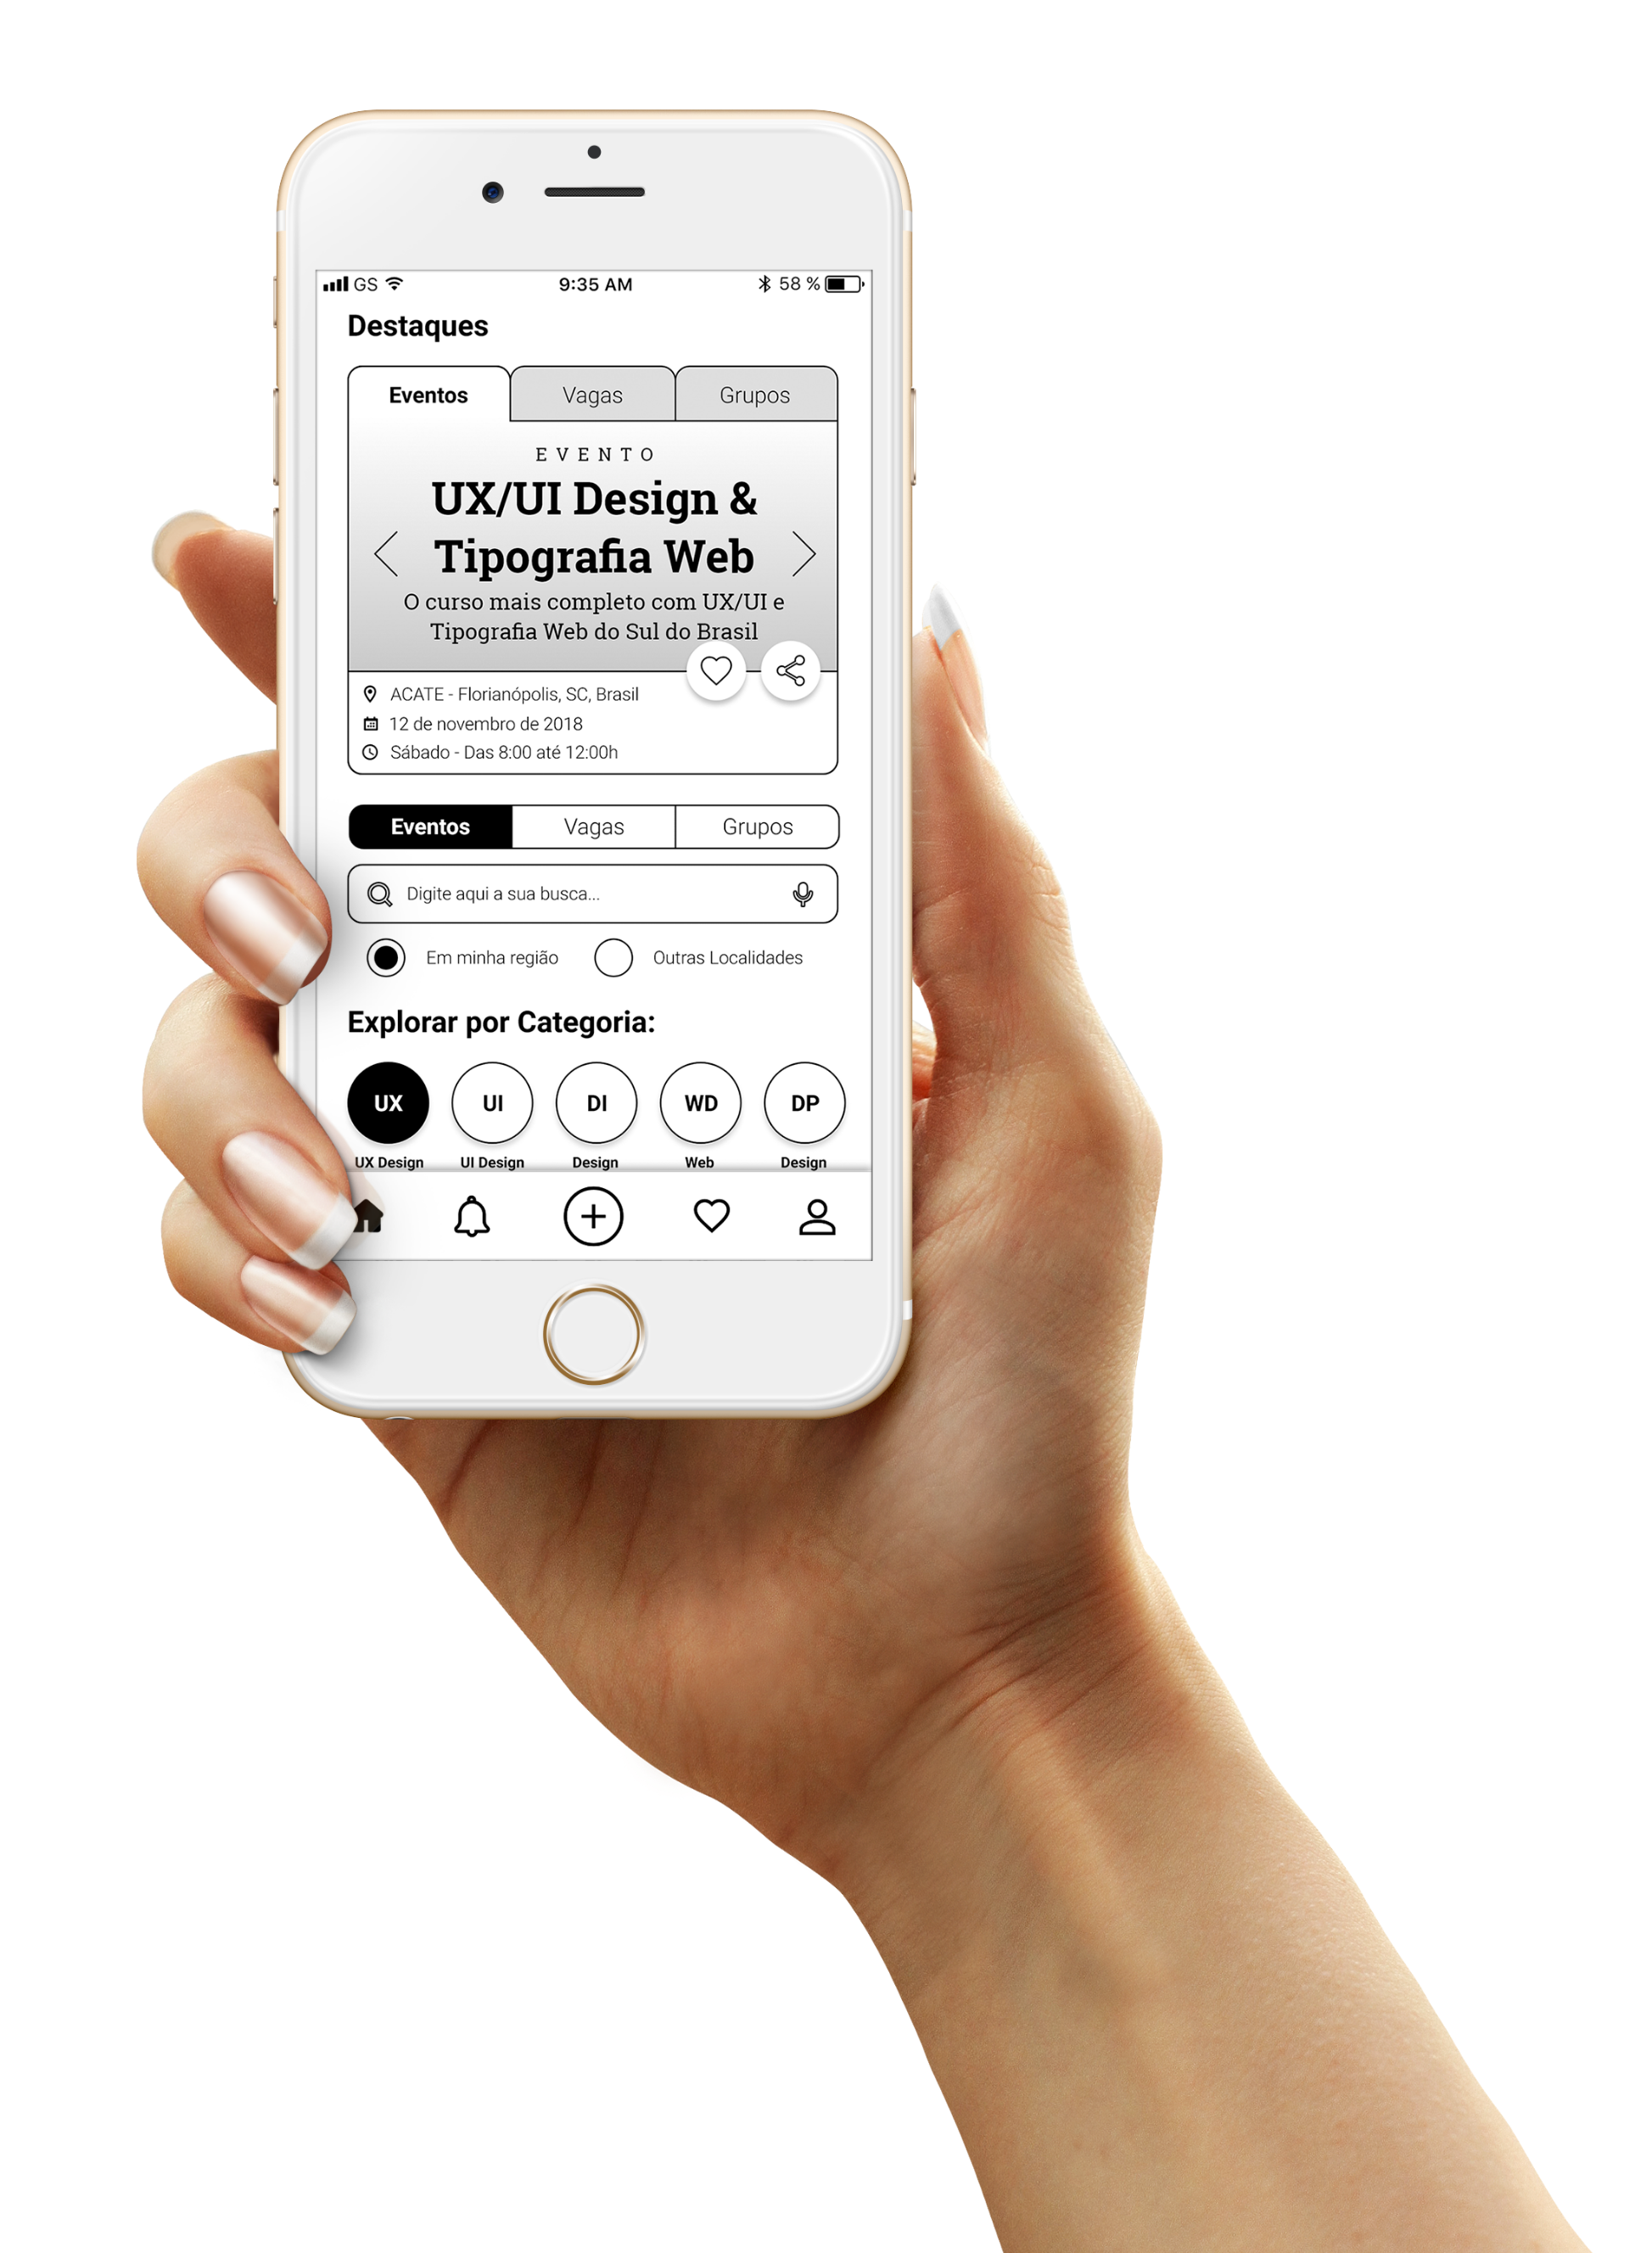 GS 9:35 AM 58 %
Destaques
Eventos Vagas Grupos
EVENTO
UX/UI Design &
Tipografia Web
O curso mais completo com UX/UI e
Tipografia Web do Sul do Brasil
ACATE - Florianópolis, SC, Brasil
12 de novembro de 2018
Sábado - Das 8:00 até 12:00h
Eventos Vagas Grupos
Digite aqui a sua busca...
Em minha região Outras Localidades
Explorar por Categoria:
UX UI DI WD DP
UX Design UI Design Design Web Design